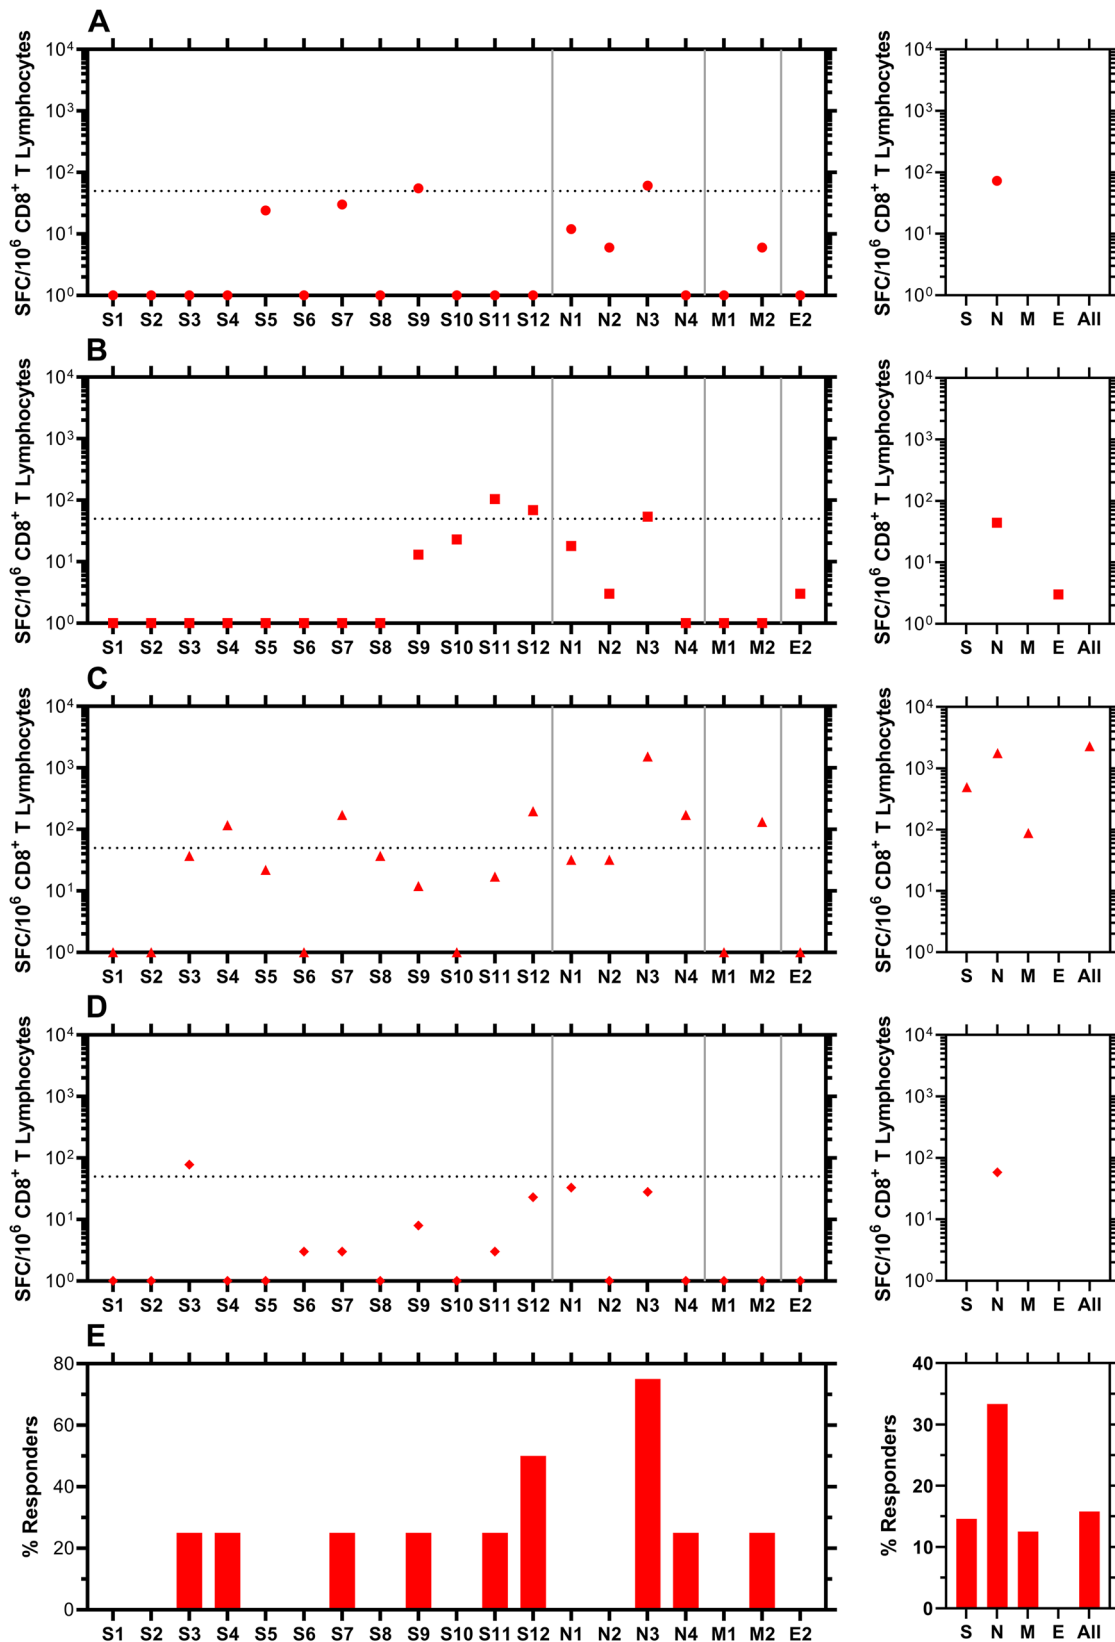 A
SFC/10⁶ CD8⁺ T Lymphocytes
10⁴
10³
10²
10¹
10⁰
S1 S2 S3 S4 S5 S6 S7 S8 S9 S10 S11 S12 N1 N2 N3 N4 M1 M2 E2
SFC/10⁶ CD8⁺ T Lymphocytes
10⁴
10³
10²
10¹
10⁰
S N M E All
B
SFC/10⁶ CD8⁺ T Lymphocytes
10⁴
10³
10²
10¹
10⁰
S1 S2 S3 S4 S5 S6 S7 S8 S9 S10 S11 S12 N1 N2 N3 N4 M1 M2 E2
SFC/10⁶ CD8⁺ T Lymphocytes
10⁴
10³
10²
10¹
10⁰
S N M E All
C
SFC/10⁶ CD8⁺ T Lymphocytes
10⁴
10³
10²
10¹
10⁰
S1 S2 S3 S4 S5 S6 S7 S8 S9 S10 S11 S12 N1 N2 N3 N4 M1 M2 E2
SFC/10⁶ CD8⁺ T Lymphocytes
10⁴
10³
10²
10¹
10⁰
S N M E All
D
SFC/10⁶ CD8⁺ T Lymphocytes
10⁴
10³
10²
10¹
10⁰
S1 S2 S3 S4 S5 S6 S7 S8 S9 S10 S11 S12 N1 N2 N3 N4 M1 M2 E2
SFC/10⁶ CD8⁺ T Lymphocytes
10⁴
10³
10²
10¹
10⁰
S N M E All
E
% Responders
80
60
40
20
0
S1 S2 S3 S4 S5 S6 S7 S8 S9 S10 S11 S12 N1 N2 N3 N4 M1 M2 E2
% Responders
40
30
20
10
0
S N M E All